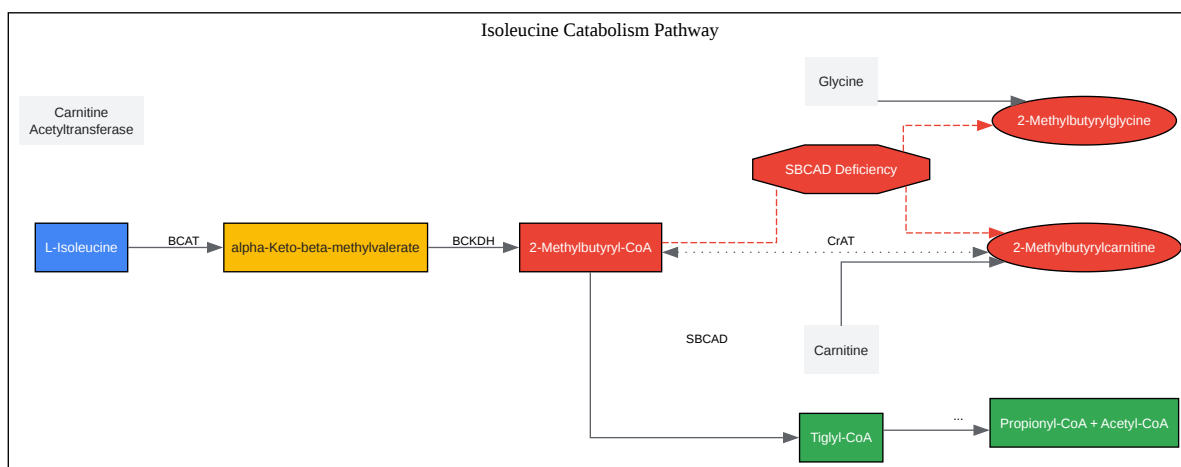 Isoleucine Catabolism Pathway
Glycine
Carnitine
Acetyltransferase
2-Methylbutyrylglycine
SBCAD Deficiency
L-Isoleucine
BCAT
alpha-Keto-beta-methylvalerate
BCKDH
2-Methylbutyryl-CoA
CrAT
2-Methylbutyrylcarnitine
SBCAD
Carnitine
Tiglyl-CoA
...
Propionyl-CoA + Acetyl-CoA